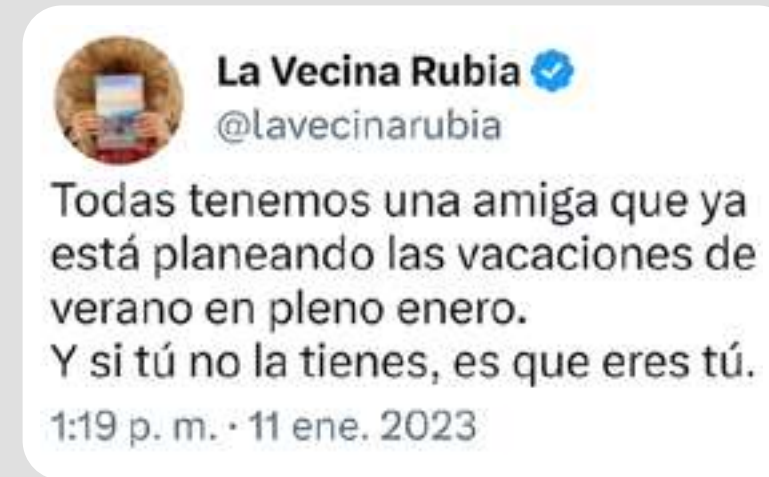 La Vecina Rubia
@lavecinarubia
Todas tenemos una amiga que ya
está planeando las vacaciones de
verano en pleno enero.
Y si tú no la tienes, es que eres tú.
1:19 p. m. · 11 ene. 2023